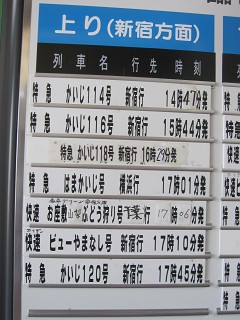 上り(新宿方面)
列車名 行先 時刻
特急 かいじ114号 新宿行 14時47分発
特急 かいじ116号 新宿行 15時44分発
特急 かいじ118号 新宿行 16時29分発
特急 はまかいじ号 横浜行 17時01分発
快速 お座敷山梨ぶどう狩り号 行 17時06分発
快速 ビューやまなし号 新宿行 17時10分発
特急 かいじ120号 新宿行 17時45分発